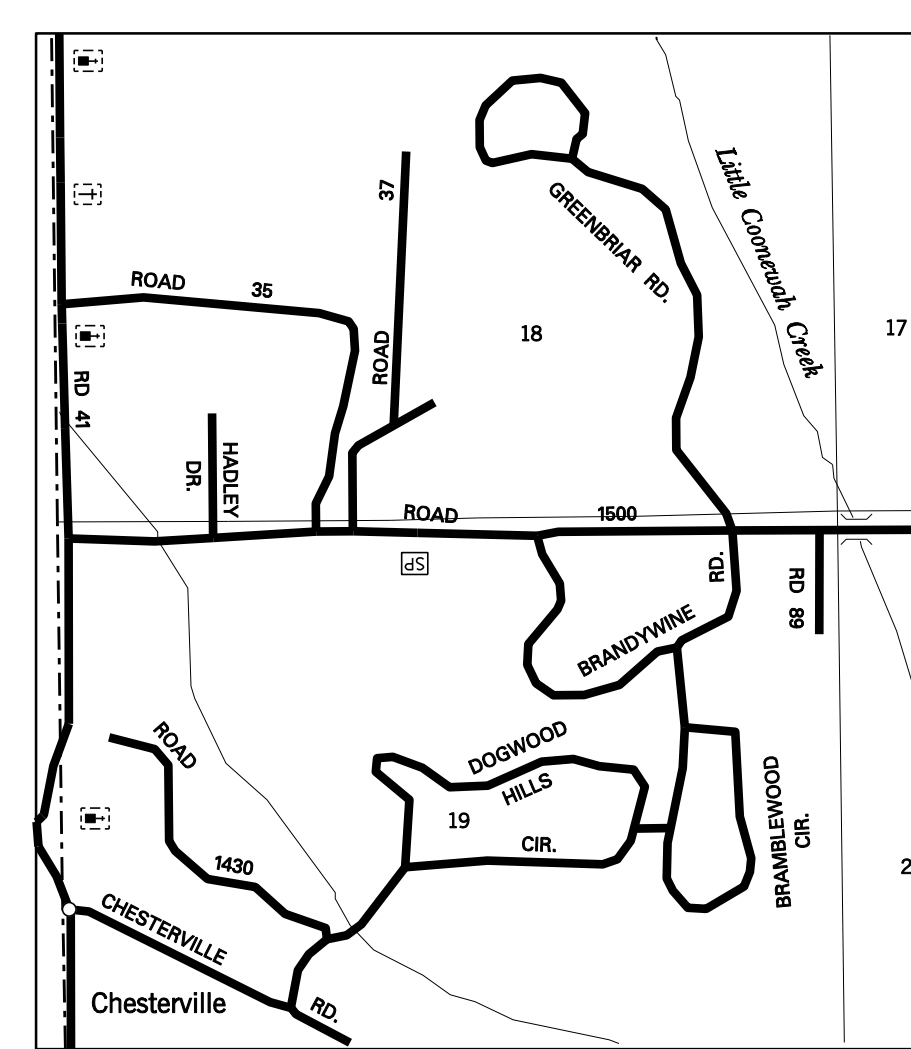 Little Coonewah Creek
37
GREENBRIAR RD.
ROAD 35
18
17
ROAD
RD 41
HADLEY
DR.
ROAD 1500
SP
RD.
RD 89
BRANDYWINE
ROAD
DOGWOOD
HILLS
19
CIR.
BRAMLEWOOD
CIR.
1430
2
CHESTERVILLE
Chesterville
RD.